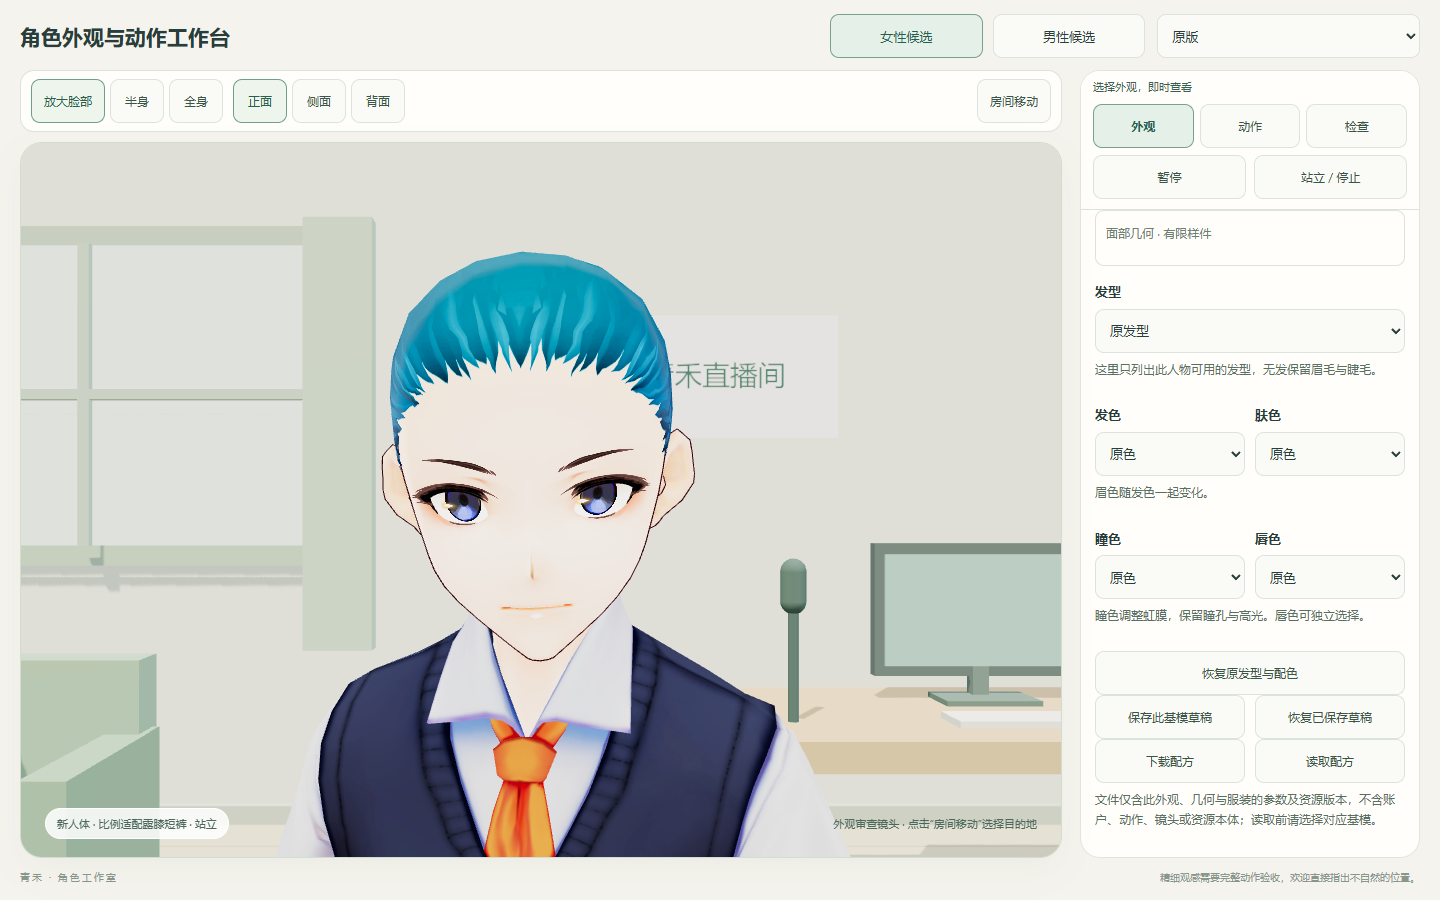 角色外观与动作工作台
女性候选
男性候选
原版
放大脸部
半身
全身
正面
侧面
背面
房间移动
选择外观，即时查看
外观
动作
检查
暂停
站立 / 停止
面部几何 · 有限样件
发型
原发型
这里只列出此人物可用的发型，无发保留眉毛与睫毛。
发色
肤色
原色
原色
眉色随发色一起变化。
瞳色
唇色
原色
原色
瞳色调整虹膜，保留瞳孔与高光。唇色可独立选择。
恢复原发型与配色
保存此基模草稿
恢复已保存草稿
下载配方
读取配方
文件仅含此外观、几何与服装的参数及资源版本，不含账
户、动作、镜头或资源本体；读取前请选择对应基模。
禾直播间
新人体 · 比例适配露膝短裤 · 站立
外观审查镜头 · 点击“房间移动”选择目的地
青禾 · 角色工作室
精细观感需要完整动作验收，欢迎直接指出不自然的位置。